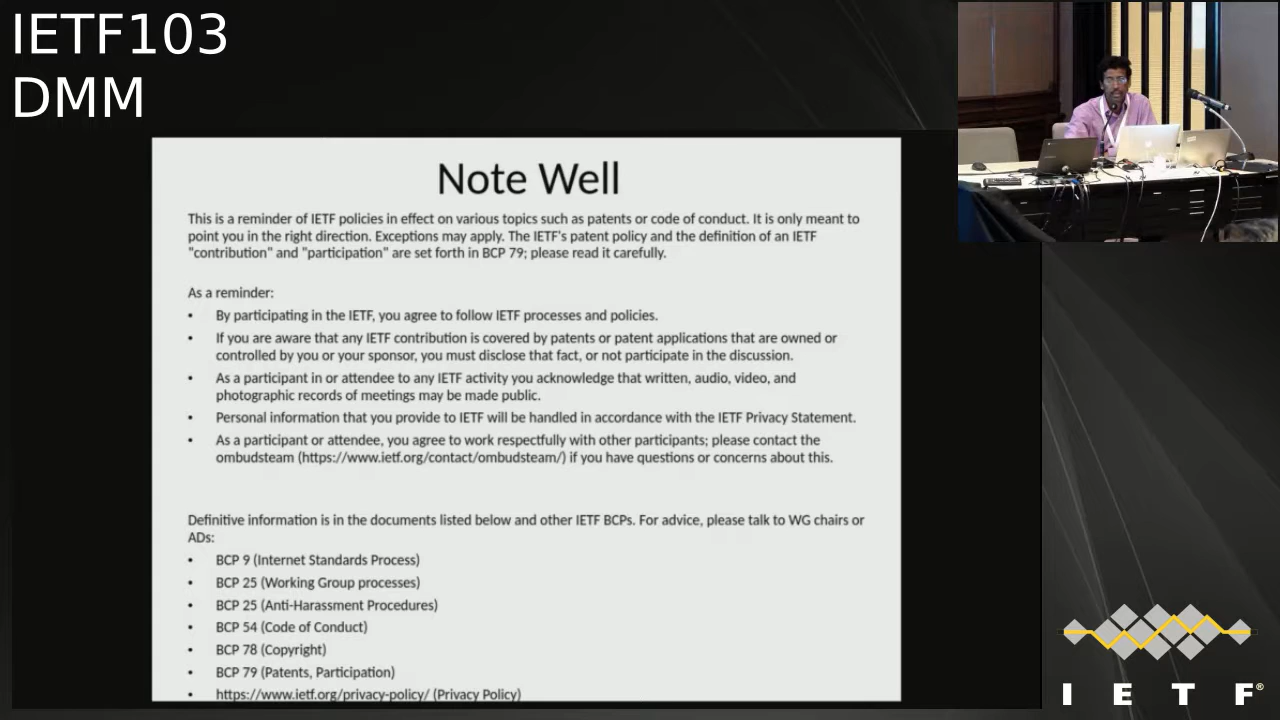 IETF103
DMM
Note Well
This is a reminder of IETF policies in effect on various topics such as patents or code of conduct. It is only meant to
point you in the right direction. Exceptions may apply. The IETF's patent policy and the definition of an IETF
"contribution" and "participation" are set forth in BCP 79; please read it carefully.
As a reminder:
• By participating in the IETF, you agree to follow IETF processes and policies.
• If you are aware that any IETF contribution is covered by patents or patent applications that are owned or
controlled by you or your sponsor, you must disclose that fact, or not participate in the discussion.
• As a participant in or attendee to any IETF activity you acknowledge that written, audio, video, and
photographic records of meetings may be made public.
• Personal information that you provide to IETF will be handled in accordance with the IETF Privacy Statement.
• As a participant or attendee, you agree to work respectfully with other participants; please contact the
ombudsteam (https://www.ietf.org/contact/ombudsteam/) if you have questions or concerns about this.
Definitive information is in the documents listed below and other IETF BCPs. For advice, please talk to WG chairs or
ADs:
• BCP 9 (Internet Standards Process)
• BCP 25 (Working Group processes)
• BCP 25 (Anti-Harassment Procedures)
• BCP 54 (Code of Conduct)
• BCP 78 (Copyright)
• BCP 79 (Patents, Participation)
• https://www.ietf.org/privacy-policy/ (Privacy Policy)
I E T F®